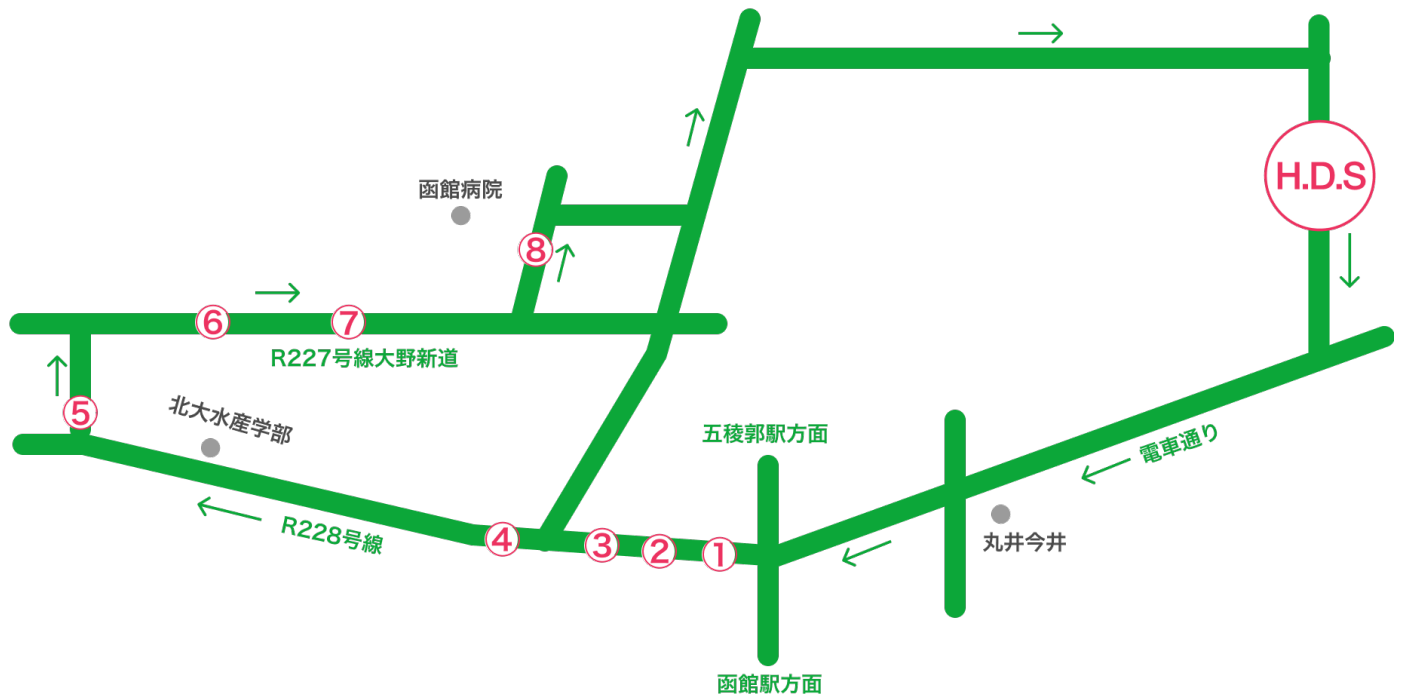 H.D.S
函館病院
⑧
⑥
⑦
R227号線大野新道
⑤
北大水産学部
五稜郭駅方面
電車通り
R228号線
④
③
②
①
丸井今井
函館駅方面